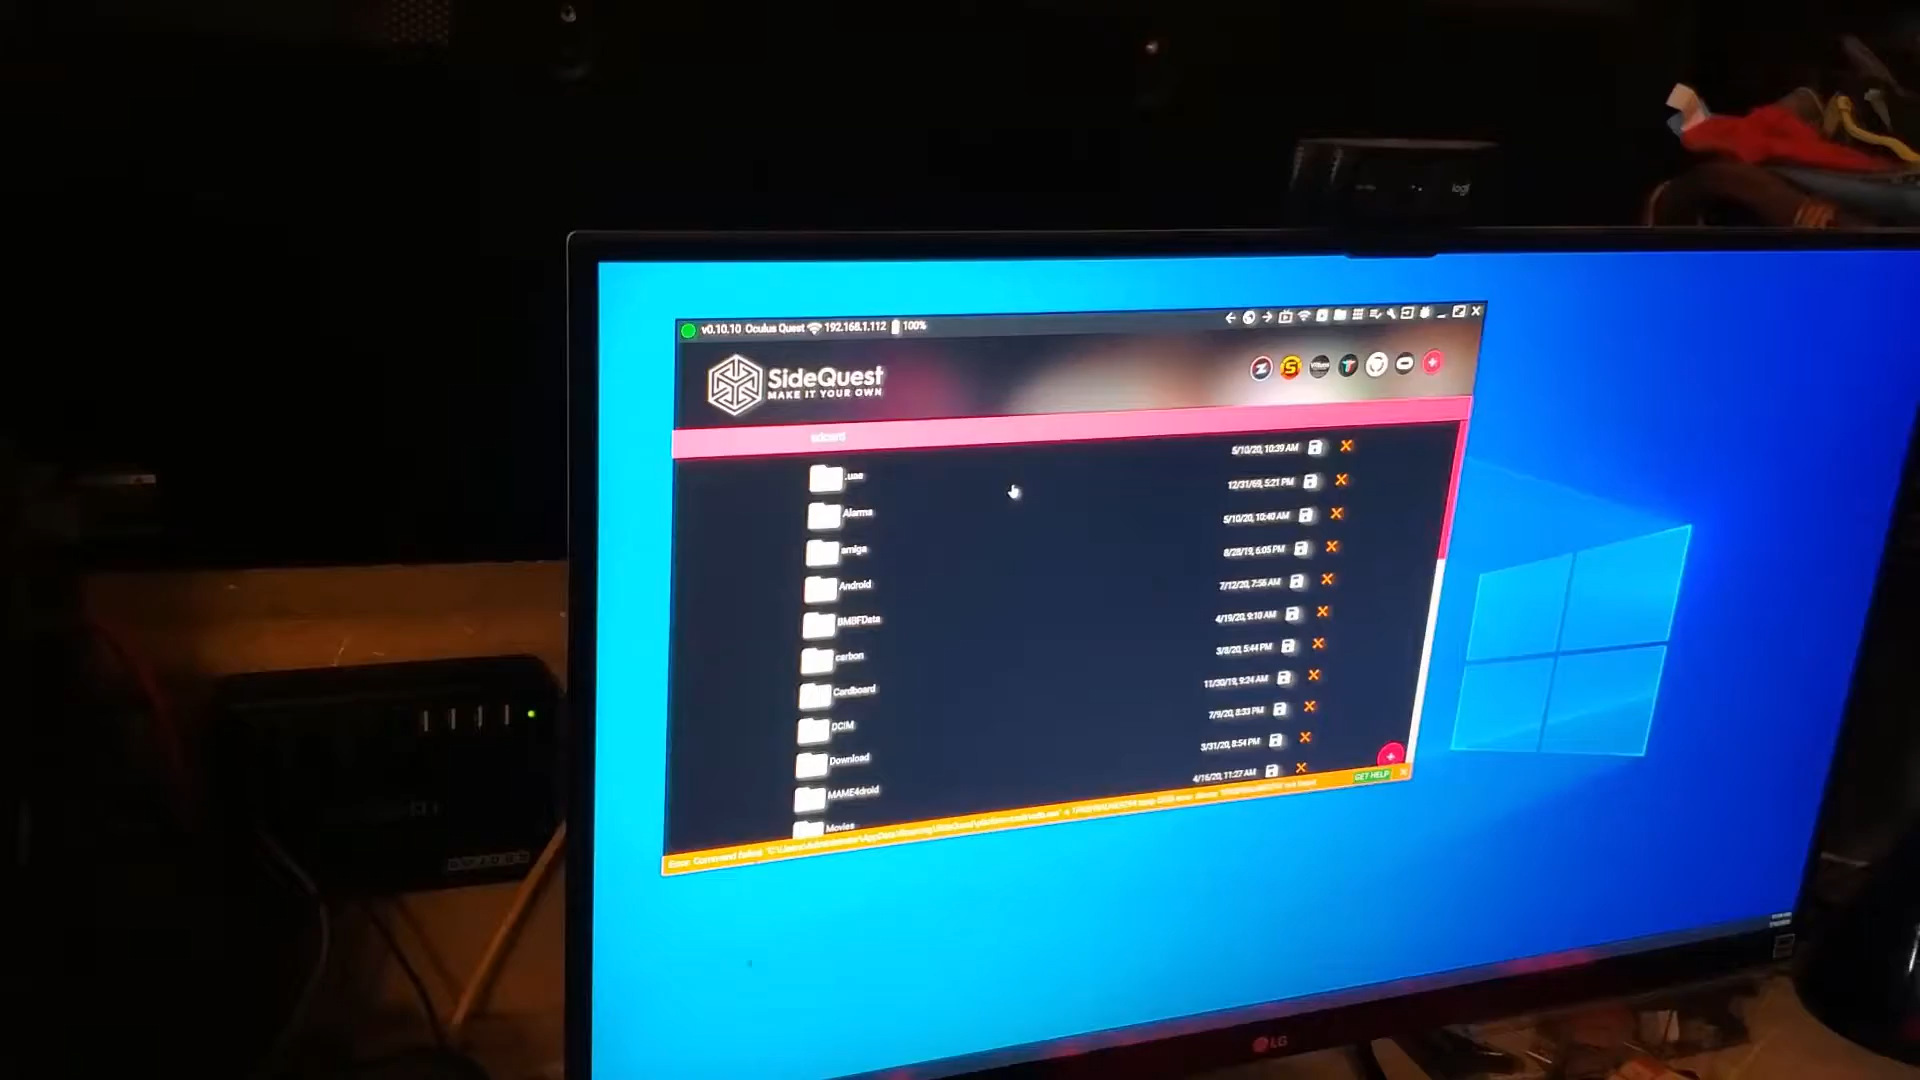 logi
v0.10.10 Oculus Quest 192.168.1.112 100%
SideQuest
MAKE IT YOUR OWN
sdcard
5/10/20, 10:39 AM
.uae
12/31/69, 5:21 PM
Alarms
5/10/20, 10:40 AM
amiga
8/28/19, 6:05 PM
Android
7/12/20, 7:56 AM
BMBFData
4/19/20, 9:10 AM
carbon
3/8/20, 5:44 PM
Cardboard
11/30/19, 9:24 AM
DCIM
7/9/20, 8:33 PM
Download
3/31/20, 8:54 PM
MAME4droid
4/16/20, 11:27 AM
Movies
GET HELP
Error: Command failed:
LG